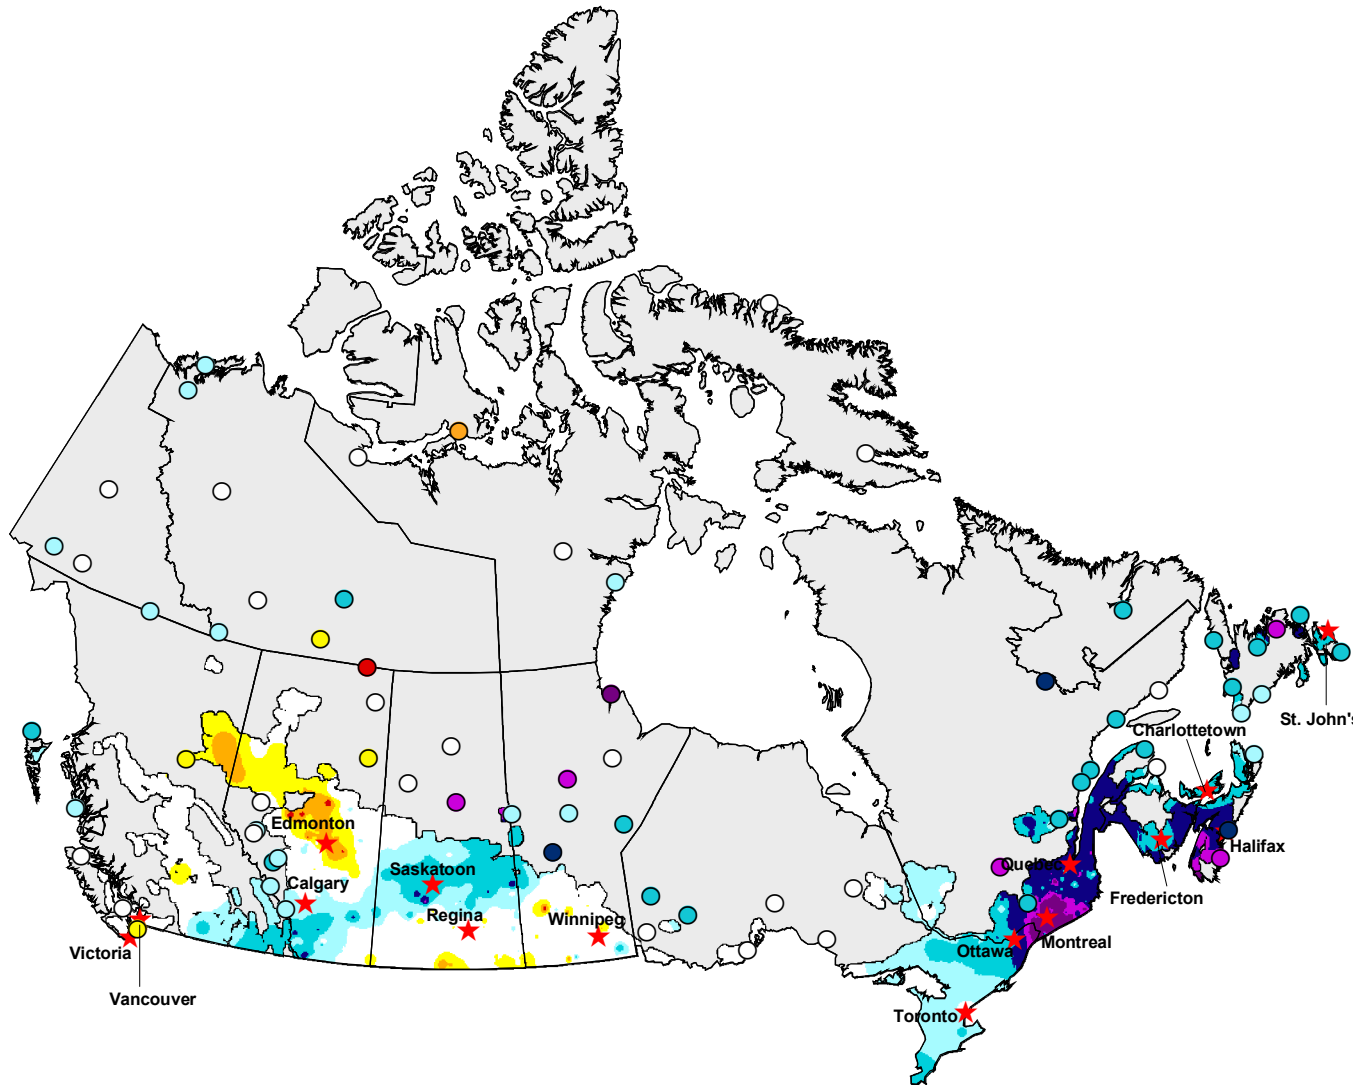 St. John's
Charlottetown
Edmonton
Halifax
Quebec
Saskatoon
Calgary
Fredericton
Regina
Winnipeg
Montreal
Ottawa
Victoria
Vancouver
Toronto